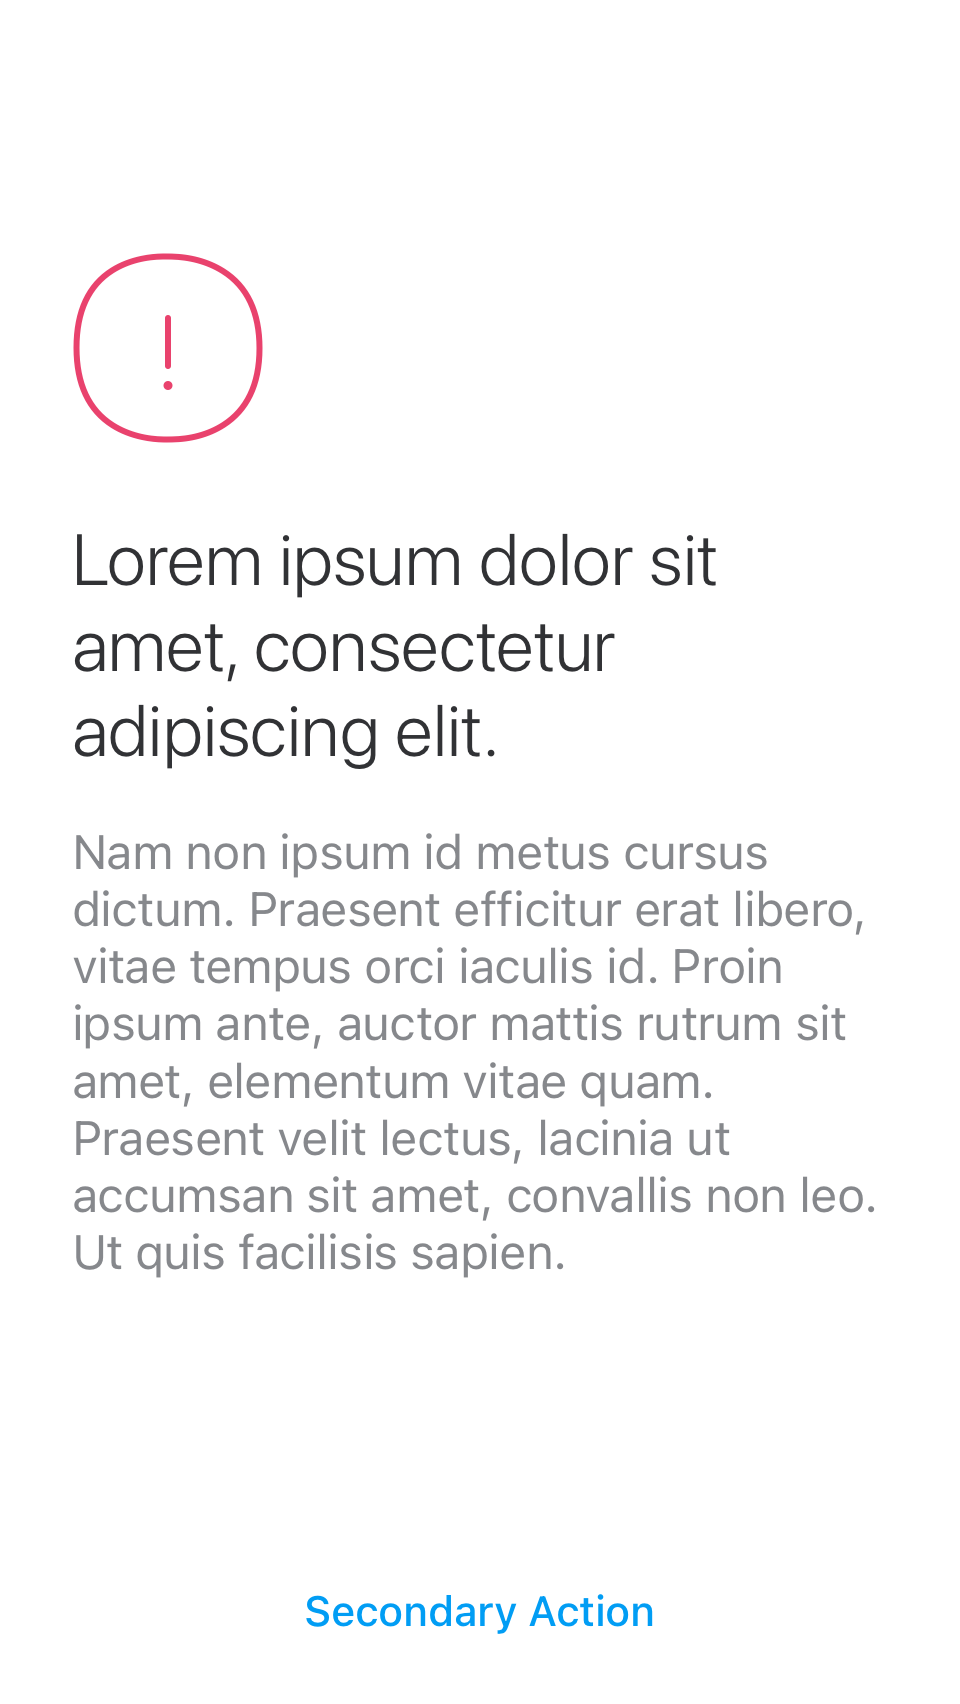 Lorem ipsum dolor sit
amet, consectetur
adipiscing elit.
Nam non ipsum id metus cursus
dictum. Praesent efficitur erat libero,
vitae tempus orci iaculis id. Proin
ipsum ante, auctor mattis rutrum sit
amet, elementum vitae quam.
Praesent velit lectus, lacinia ut
accumsan sit amet, convallis non leo.
Ut quis facilisis sapien.
Secondary Action